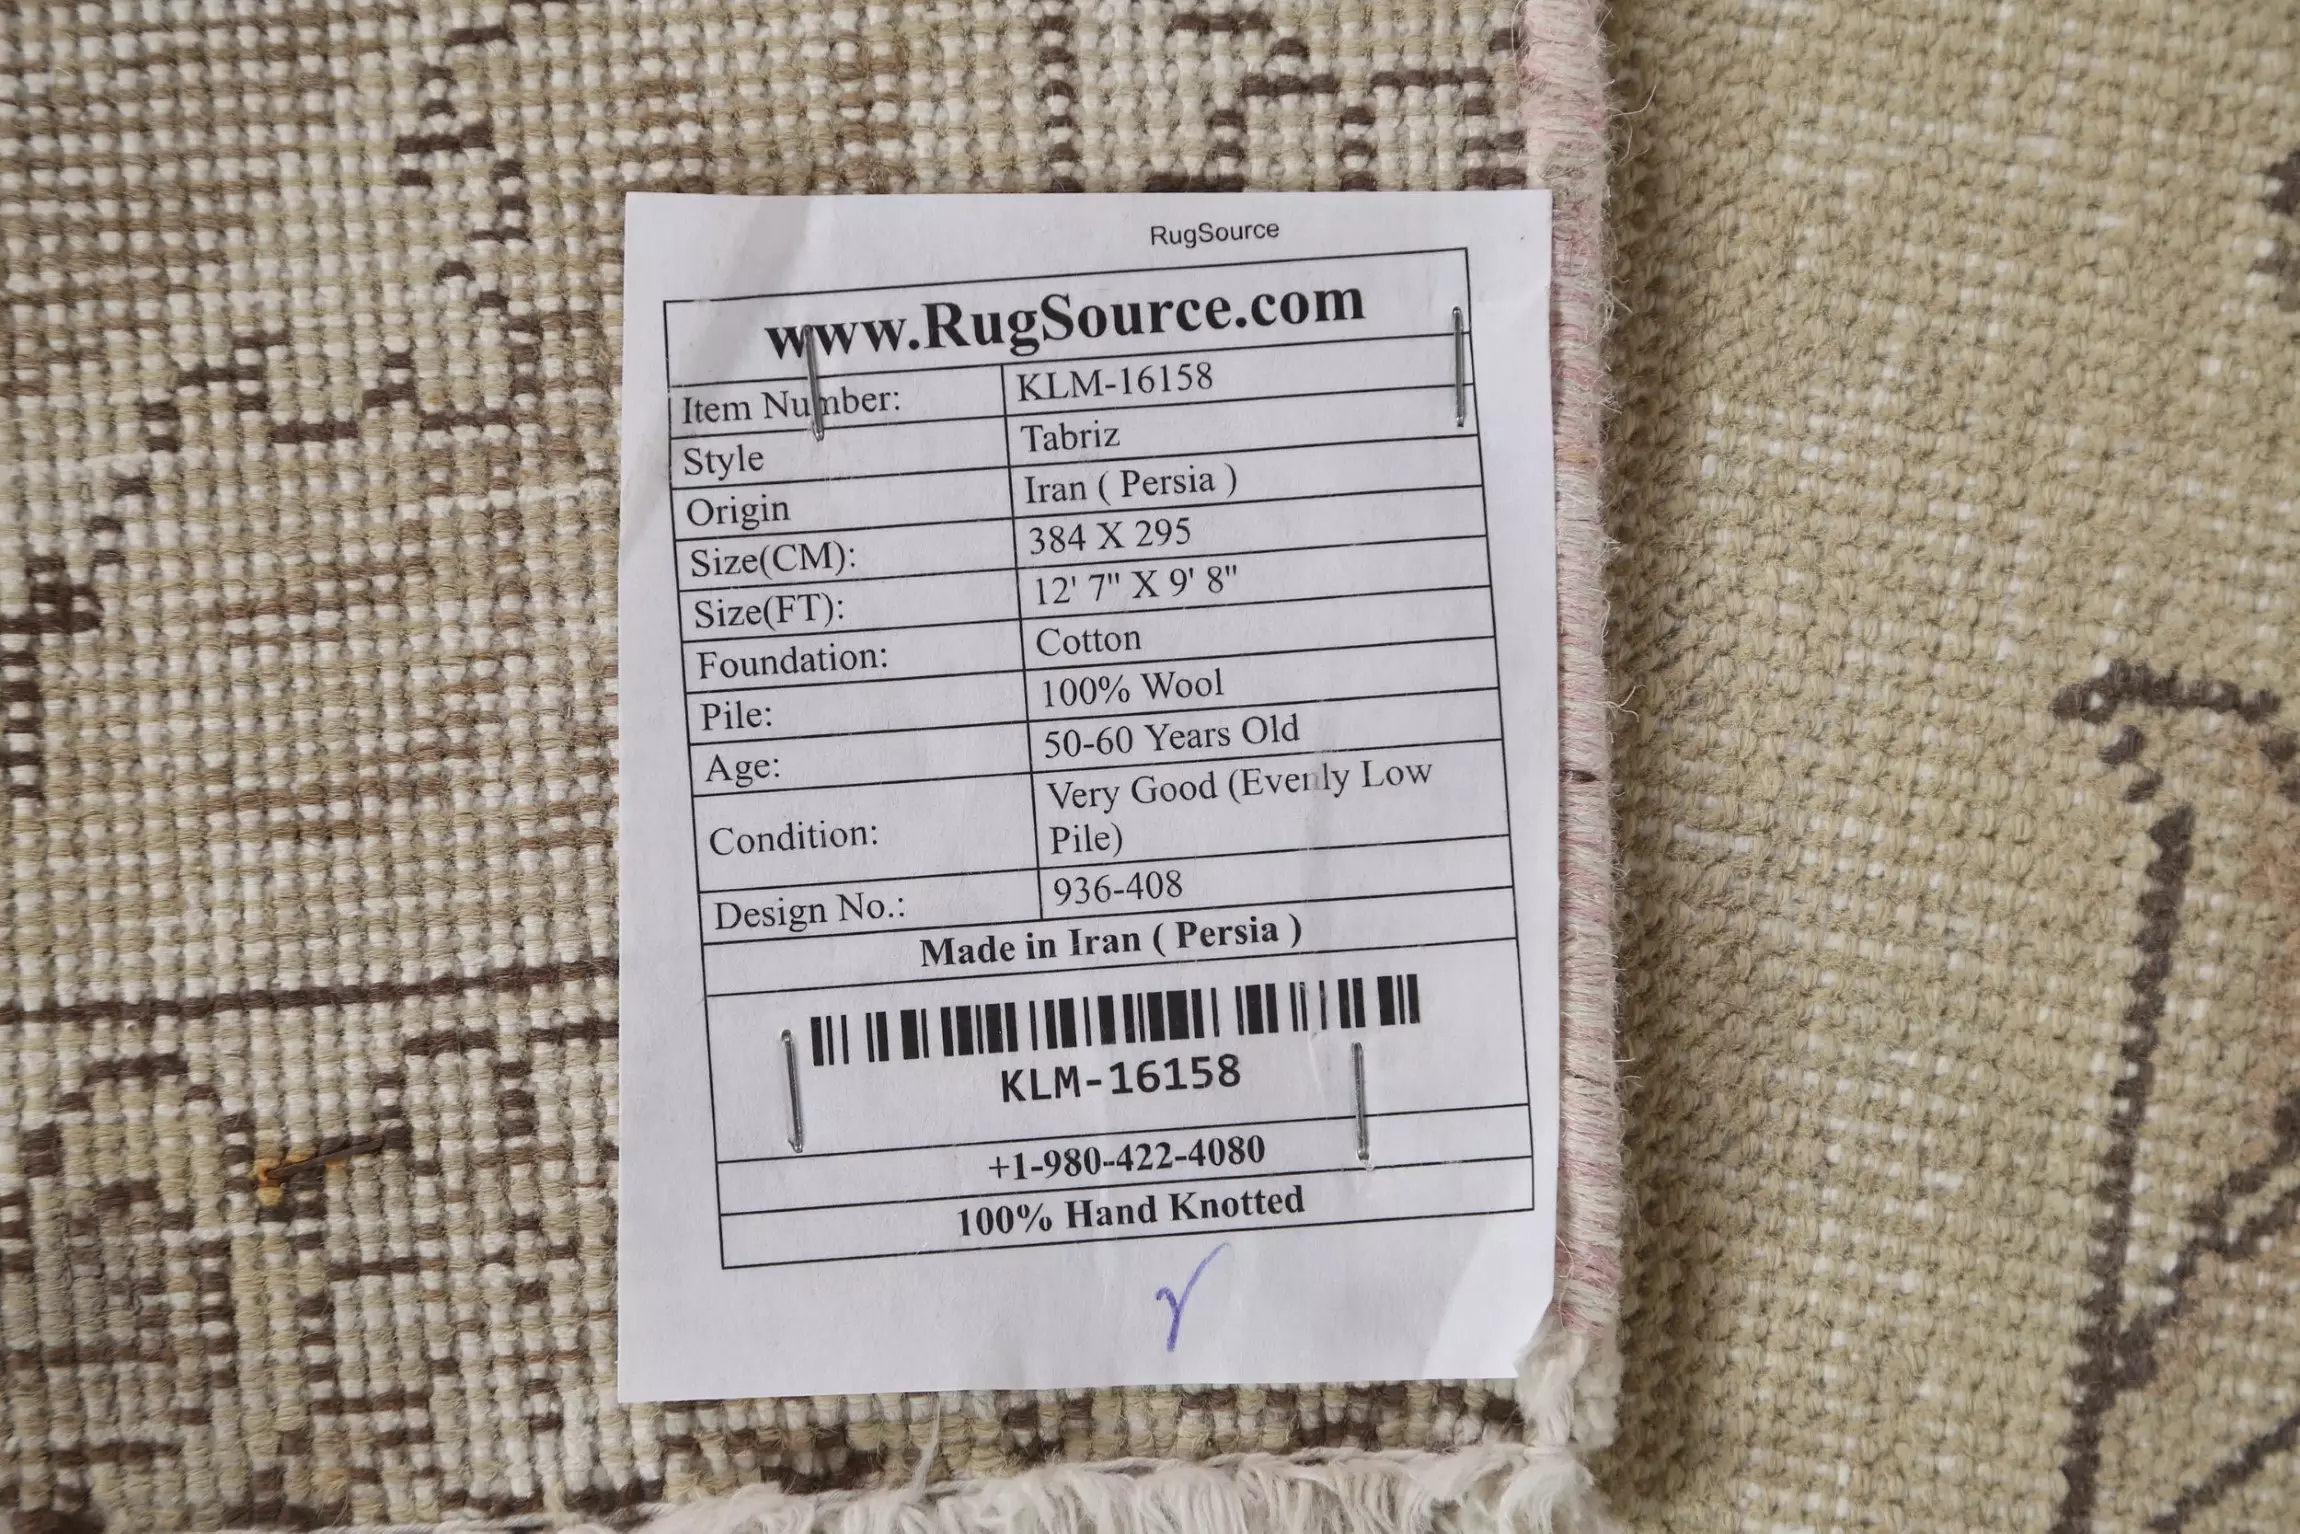 RugSource
www.RugSource.com
Item Number: KLM-16158
Style Tabriz
Origin Iran ( Persia )
Size(CM): 384 X 295
Size(FT): 12' 7" X 9' 8"
Foundation: Cotton
Pile: 100% Wool
Age: 50-60 Years Old
Condition: Very Good (Evenly Low
Pile)
Design No.: 936-408
Made in Iran ( Persia )
KLM-16158
+1-980-422-4080
100% Hand Knotted